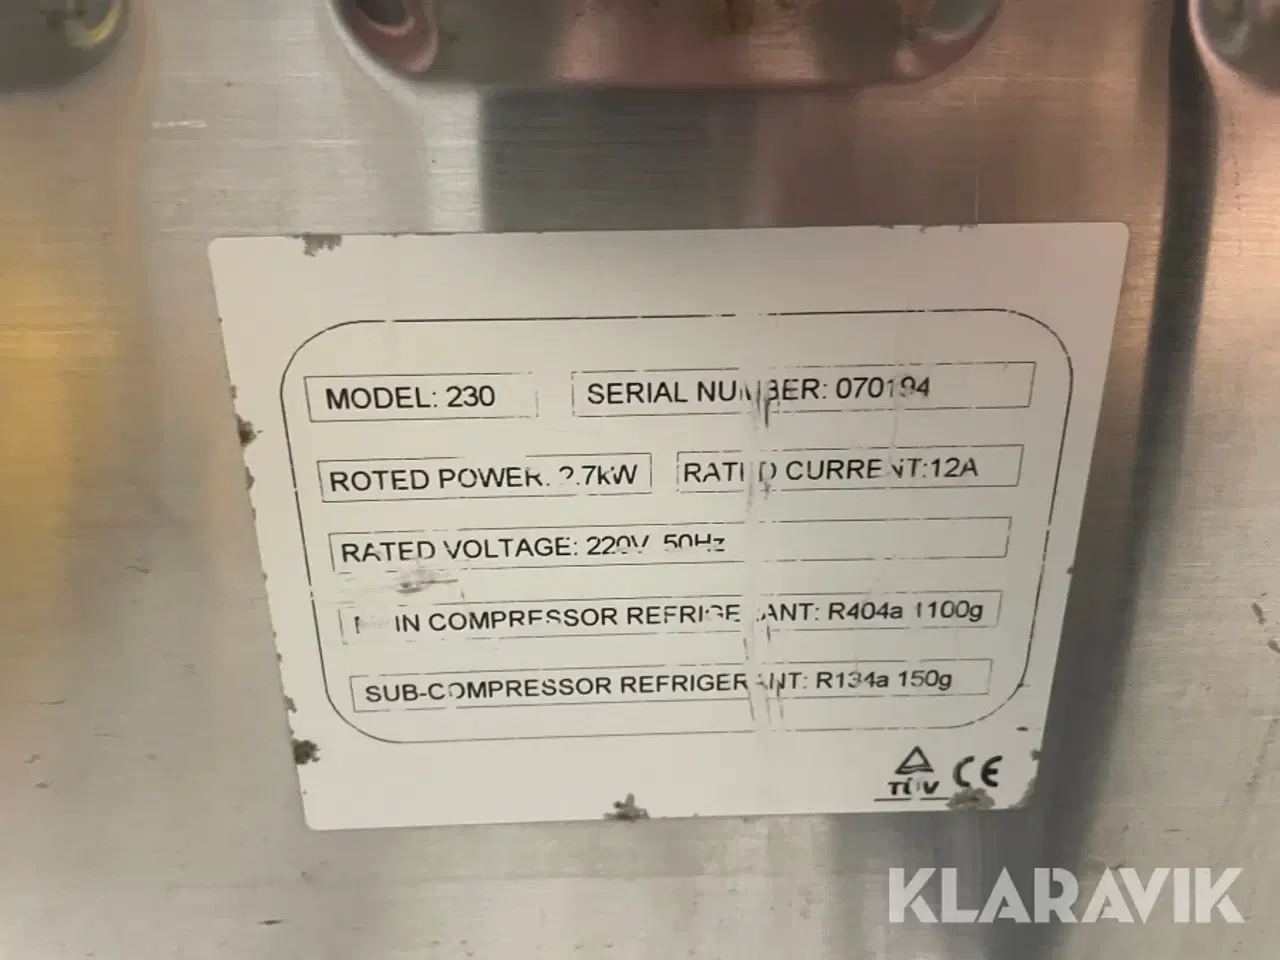 MODEL: 230 SERIAL NUMBER: 070194
ROTED POWER: 2.7kW RATED CURRENT:12A
RATED VOLTAGE: 220V 50Hz
MAIN COMPRESSOR REFRIGERANT: R404a 1100g
SUB-COMPRESSOR REFRIGERANT: R134a 150g
TÜV CE
KLARAVIK